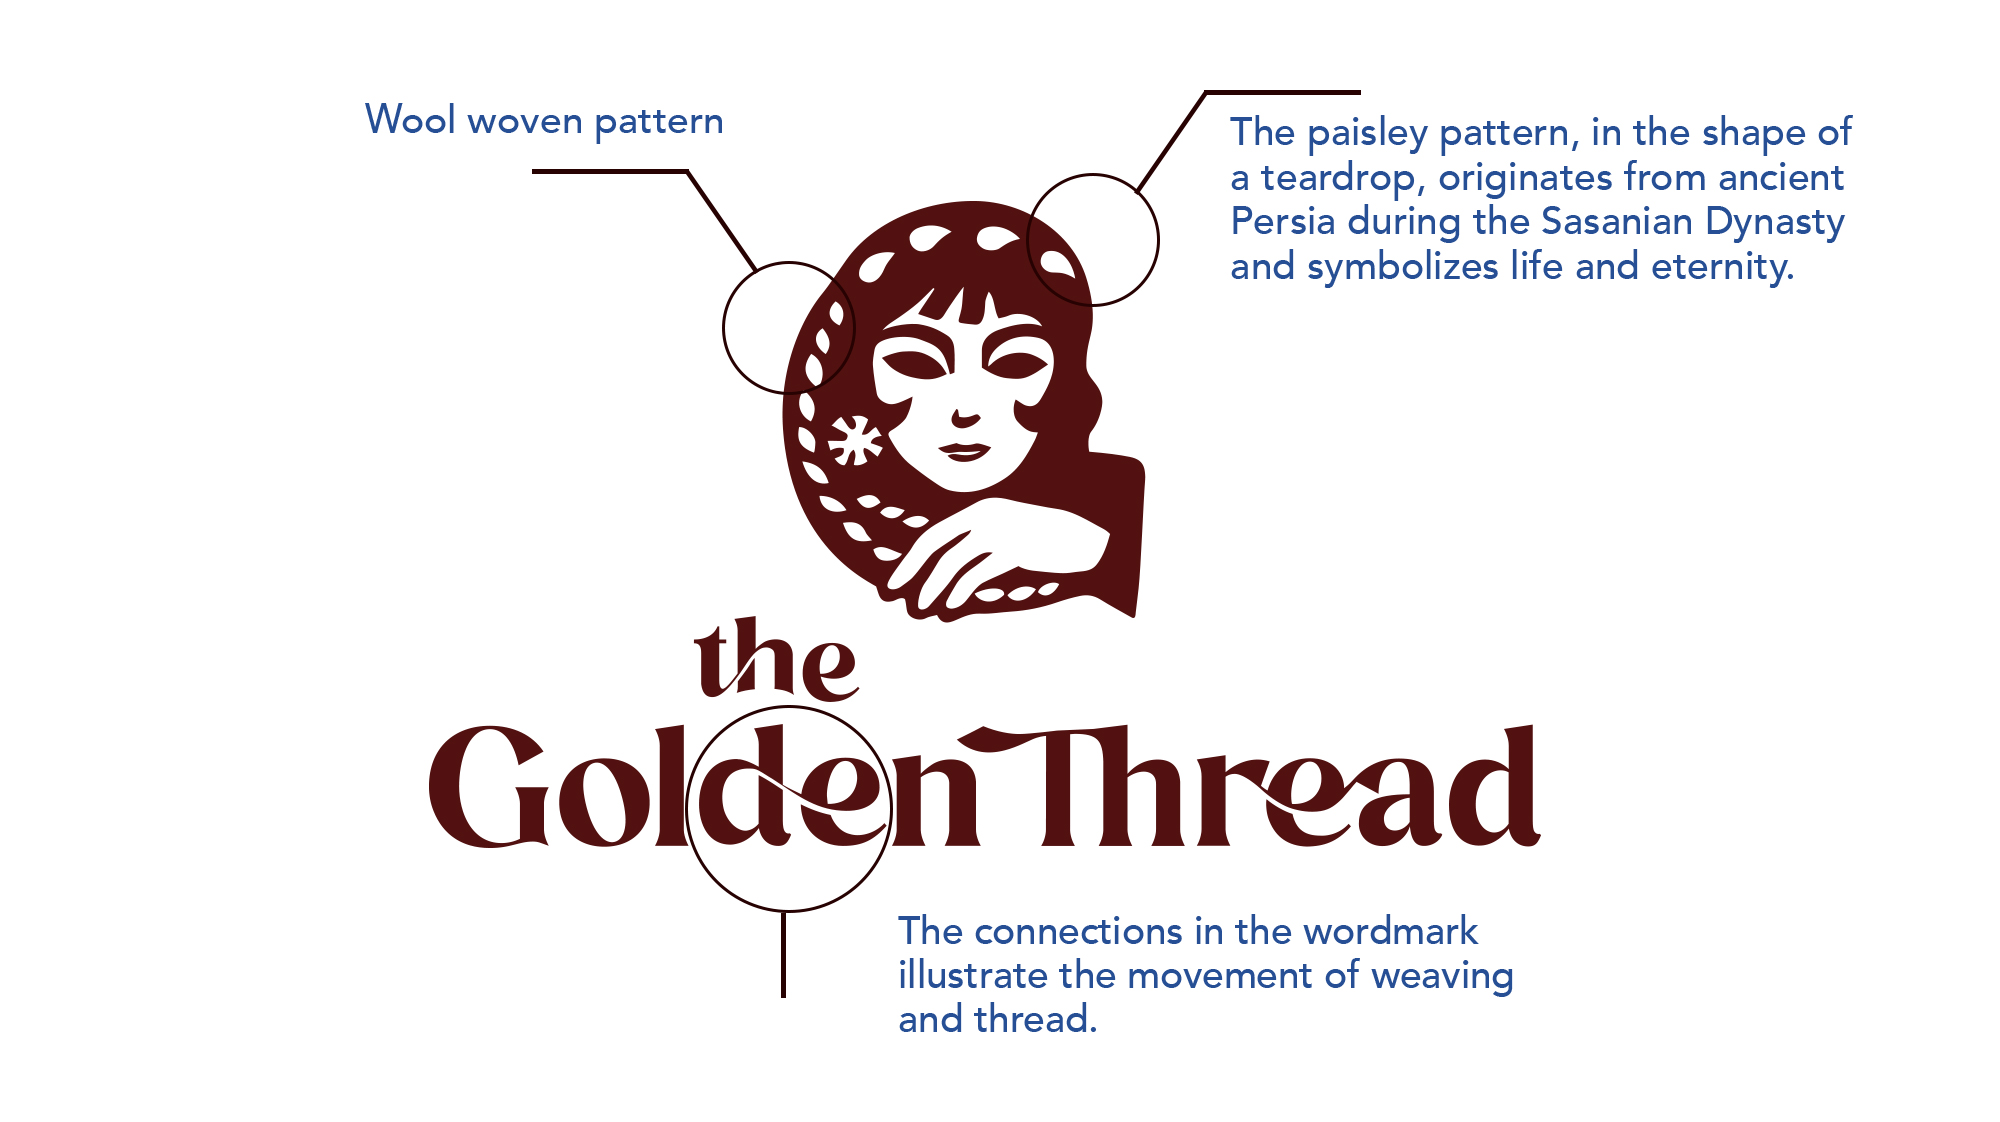 Wool woven pattern
The paisley pattern, in the shape of
a teardrop, originates from ancient
Persia during the Sasanian Dynasty
and symbolizes life and eternity.
the
Golden Thread
The connections in the wordmark
illustrate the movement of weaving
and thread.